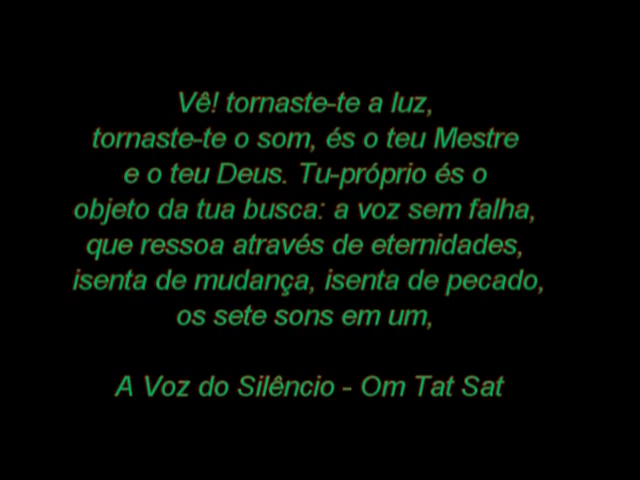 Vê! tornaste-te a luz,
tornaste-te o som, és o teu Mestre
e o teu Deus. Tu-próprio és o
objeto da tua busca: a voz sem falha,
que ressoa através de eternidades,
isenta de mudança, isenta de pecado,
os sete sons em um,
A Voz do Silêncio - Om Tat Sat